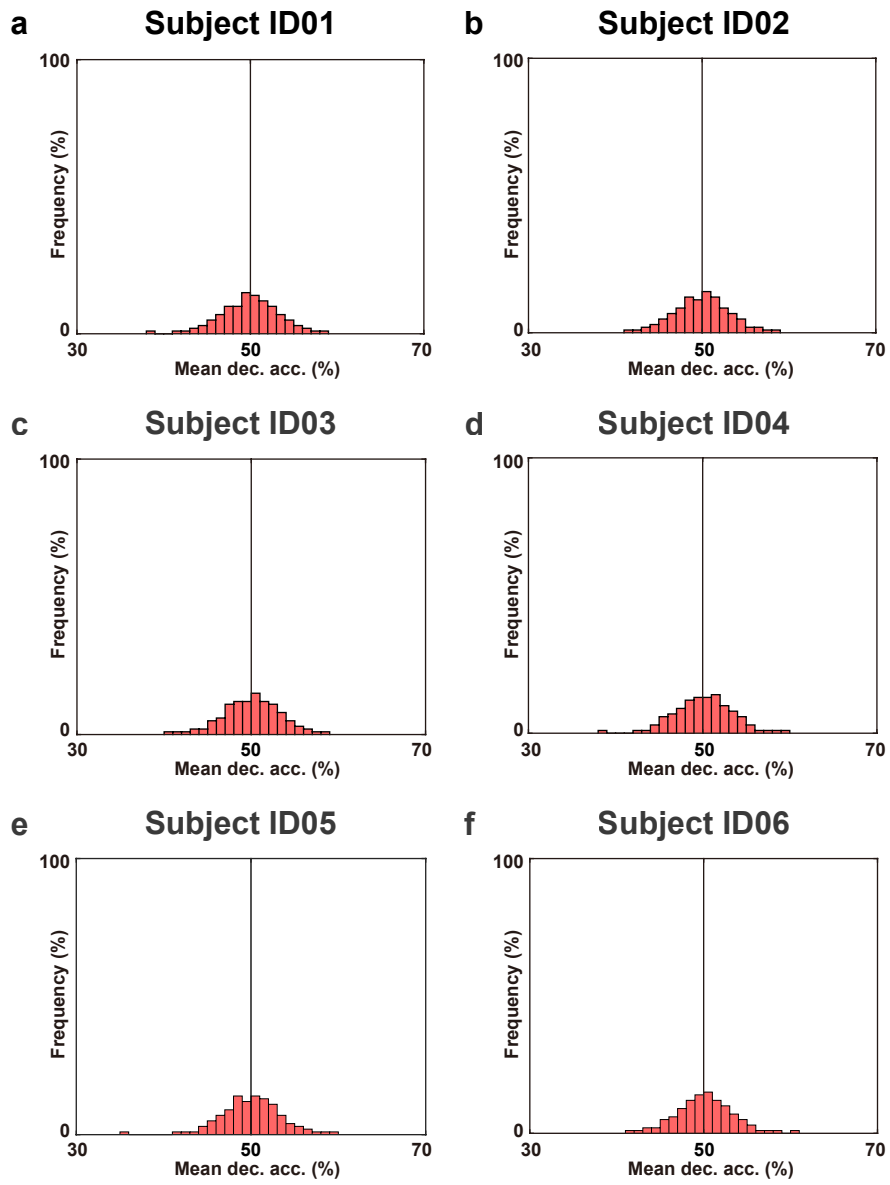 a Subject ID01
100
Frequency (%)
0
30 50 70
Mean dec. acc. (%)
b Subject ID02
100
Frequency (%)
0
30 50 70
Mean dec. acc. (%)
c Subject ID03
100
Frequency (%)
0
30 50 70
Mean dec. acc. (%)
d Subject ID04
100
Frequency (%)
0
30 50 70
Mean dec. acc. (%)
e Subject ID05
100
Frequency (%)
0
30 50 70
Mean dec. acc. (%)
f Subject ID06
100
Frequency (%)
0
30 50 70
Mean dec. acc. (%)